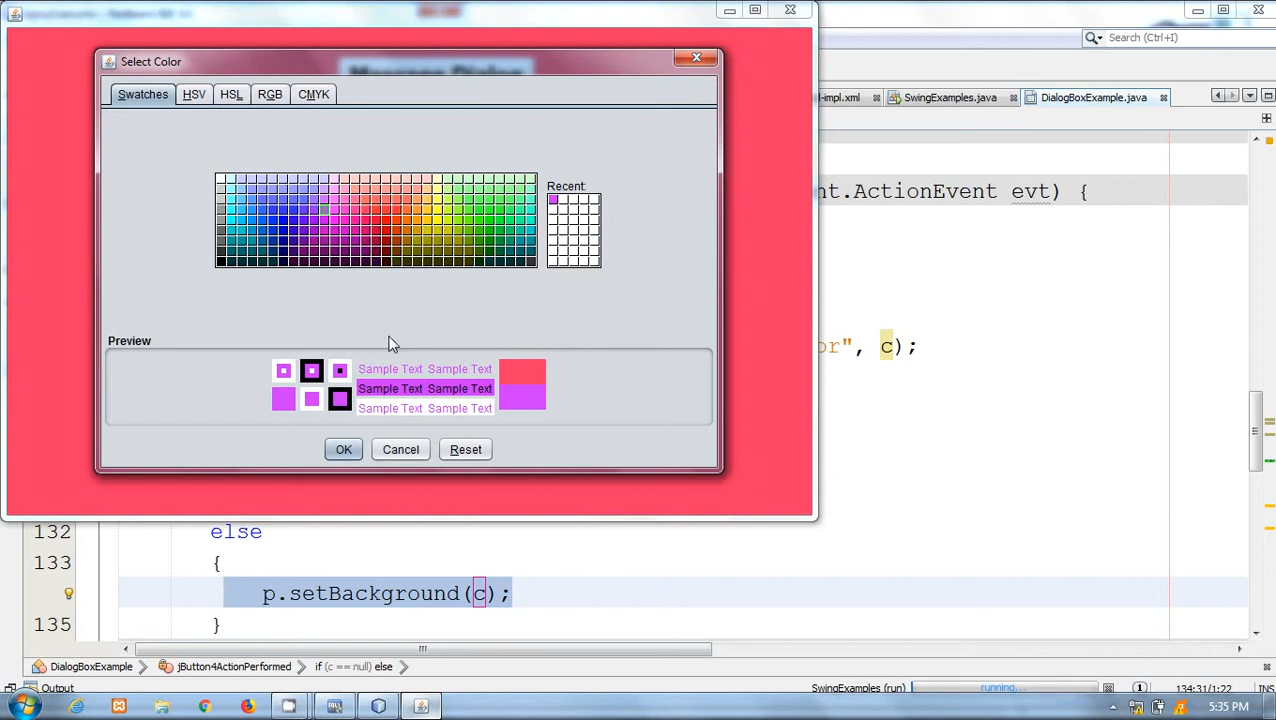 Select Color
Search (Ctrl+I)
Swatches HSV HSL RGB CMYK
l-impl.xml SwingExamples.java DialogBoxExample.java
Recent:
nt.ActionEvent evt) {
or", c);
Preview
Sample Text Sample Text
Sample Text Sample Text
Sample Text Sample Text
OK Cancel Reset
132 else
133 {
p.setBackground(c);
135 }
DialogBoxExample jButton4ActionPerformed if (c == null) else
Output SwingExamples (run) running... 1 134:31/1:22 INS
5:35 PM